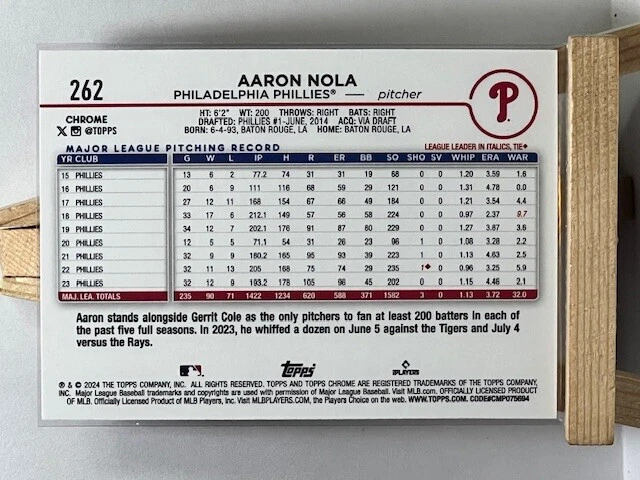 262
AARON NOLA
PHILADELPHIA PHILLIES® — pitcher
P
CHROME
X @TOPPS
HT: 6'2" WT: 200 THROWS: RIGHT BATS: RIGHT
DRAFTED: PHILLIES #1-JUNE, 2014 ACQ: VIA DRAFT
BORN: 6-4-93, BATON ROUGE, LA HOME: BATON ROUGE, LA
MAJOR LEAGUE PITCHING RECORD LEAGUE LEADER IN ITALICS, TIE♦
YR CLUB G W L IP H R ER BB SO SHO SV WHIP ERA WAR
15 PHILLIES 13 6 2 77.2 74 31 31 19 68 0 0 1.20 3.59 1.6
16 PHILLIES 20 6 9 111 116 68 59 29 121 0 0 1.31 4.78 0.0
17 PHILLIES 27 12 11 168 154 67 66 49 184 0 0 1.21 3.54 4.4
18 PHILLIES 33 17 6 212.1 149 57 56 58 224 0 0 0.97 2.37 9.7
19 PHILLIES 34 12 7 202.1 176 91 87 80 229 0 0 1.27 3.87 3.6
20 PHILLIES 12 5 5 71.1 54 31 26 23 96 1 0 1.08 3.28 2.2
21 PHILLIES 32 9 9 180.2 165 95 93 39 223 1 0 1.13 4.63 2.5
22 PHILLIES 32 11 13 205 168 75 74 29 235 1♦ 0 0.96 3.25 5.9
23 PHILLIES 32 12 9 193.2 178 105 96 45 202 0 0 1.15 4.46 2.1
MAJ. LEA. TOTALS 235 90 71 1422 1234 620 588 371 1582 3 0 1.13 3.72 32.0
Aaron stands alongside Gerrit Cole as the only pitchers to fan at least 200 batters in each of
the past five full seasons. In 2023, he whiffed a dozen on June 5 against the Tigers and July 4
versus the Rays.
Topps
PLAYERS
® & © 2024 THE TOPPS COMPANY, INC. ALL RIGHTS RESERVED. TOPPS AND TOPPS CHROME ARE REGISTERED TRADEMARKS OF THE TOPPS COMPANY,
INC. Major League Baseball trademarks and copyrights are used with permission of Major League Baseball. Visit MLB.com. OFFICIALLY LICENSED PRODUCT
OF MLB Players, Inc. Visit MLBPLAYERS.COM, the Players Choice on the web. WWW.TOPPS.COM. CODE#CMP075694